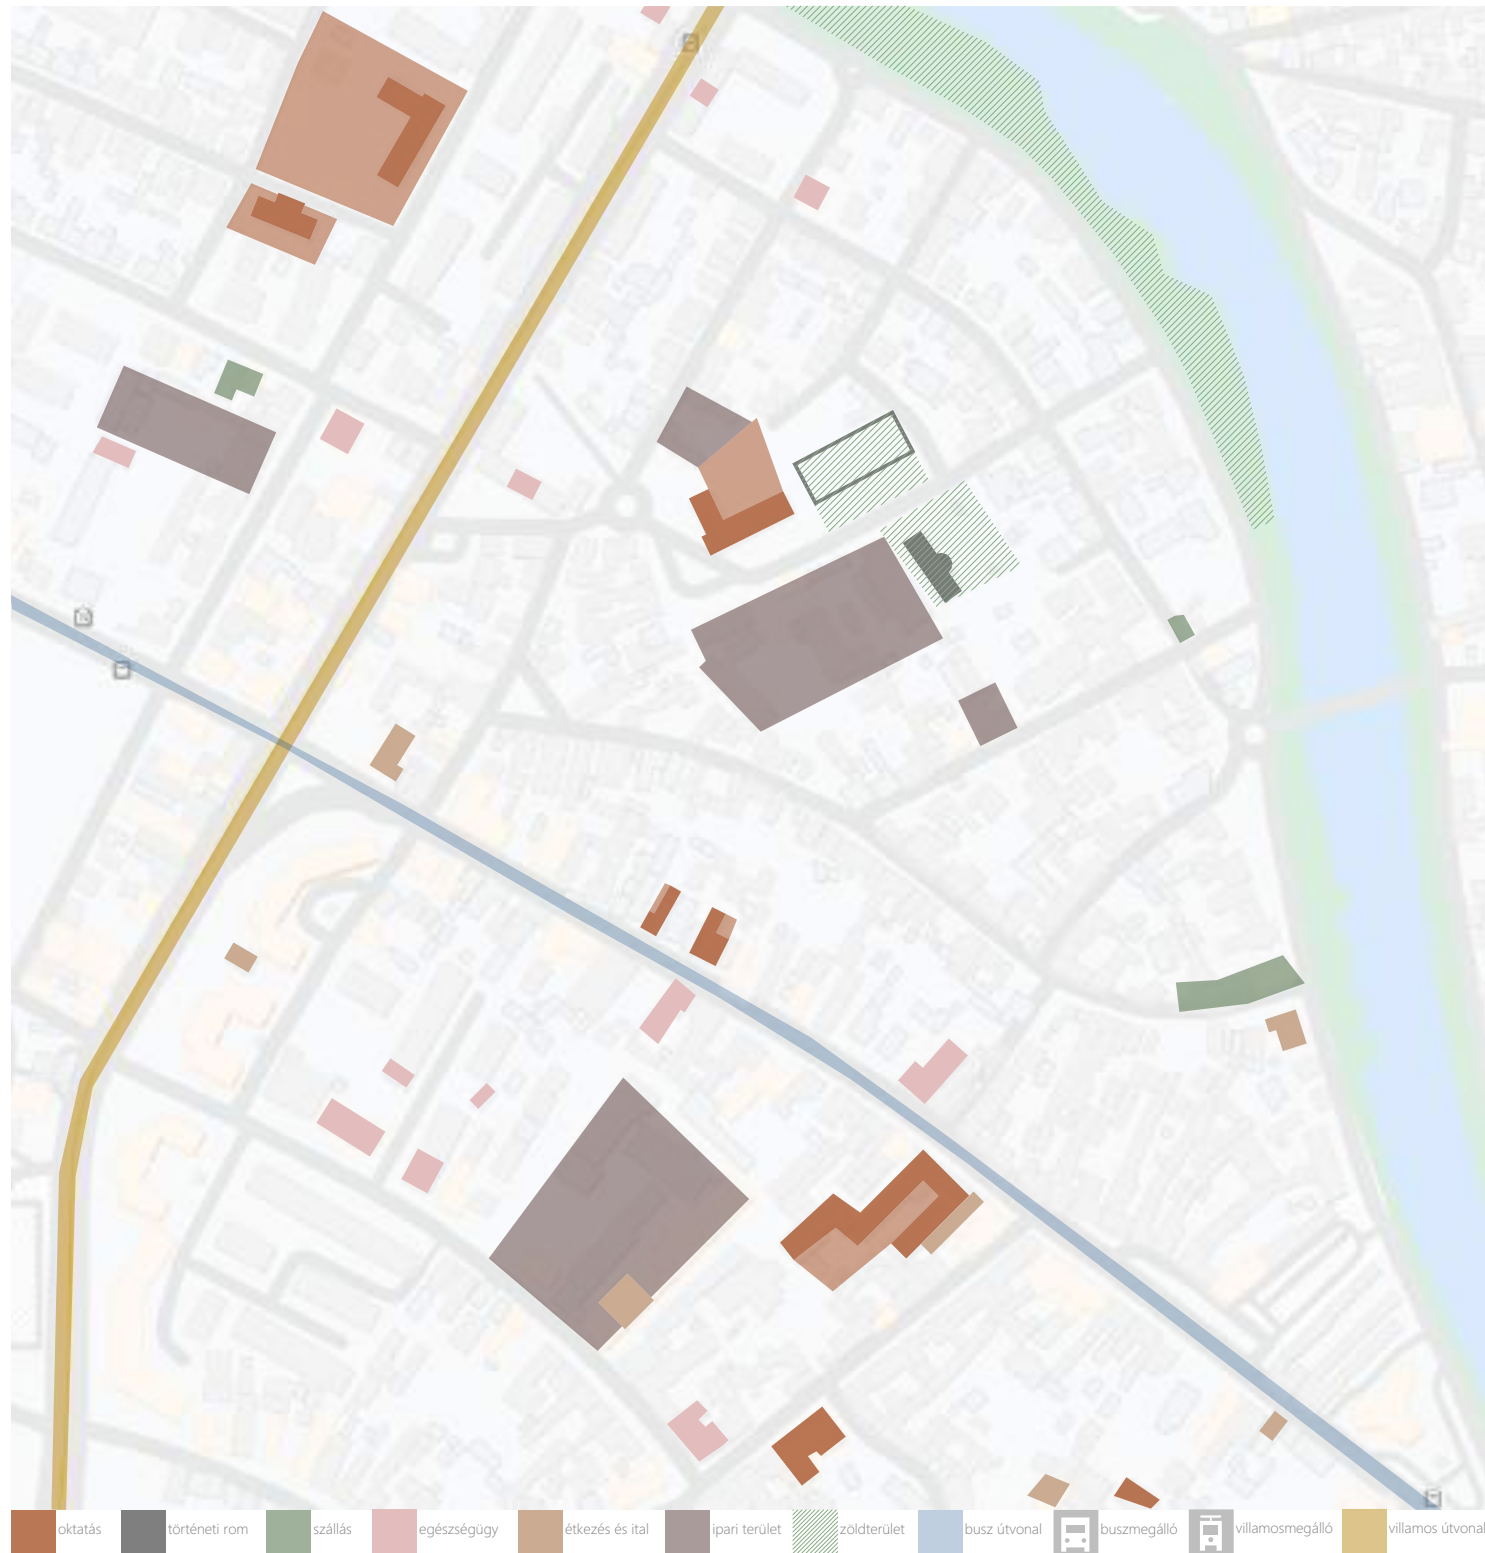 oktatás
történeti rom
szállás
egészségügy
étkezés és ital
ipari terület
zöldterület
busz útvonal
buszmegálló
villamosmegálló
villamos útvonal